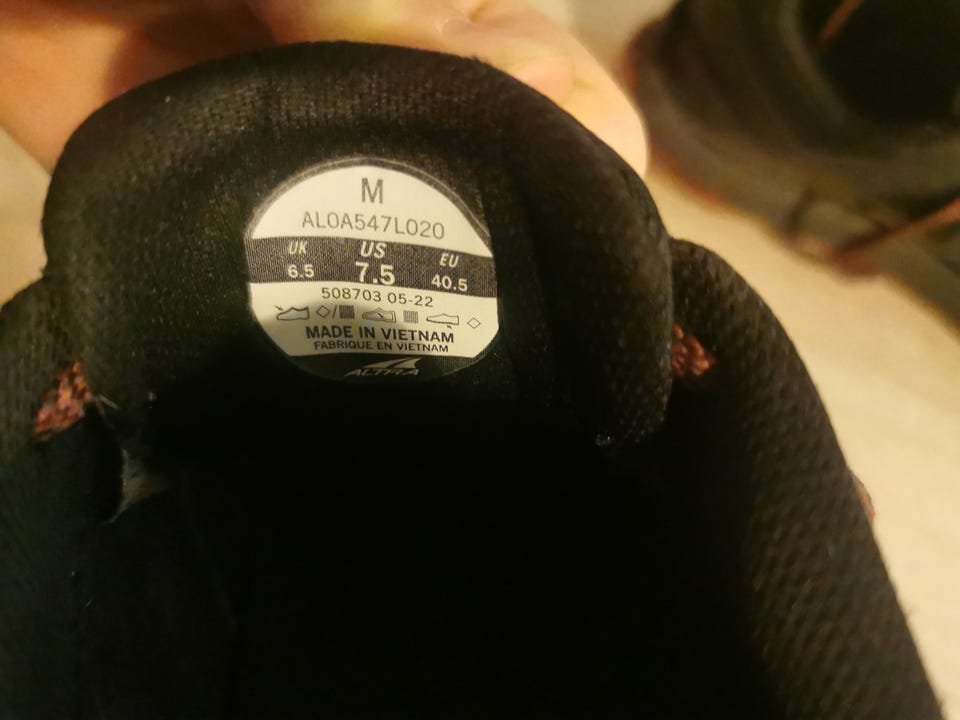 M
AL0A547L020
UK US EU
6.5 7.5 40.5
508703 05-22
MADE IN VIETNAM
FABRIQUE EN VIETNAM
ALTRA